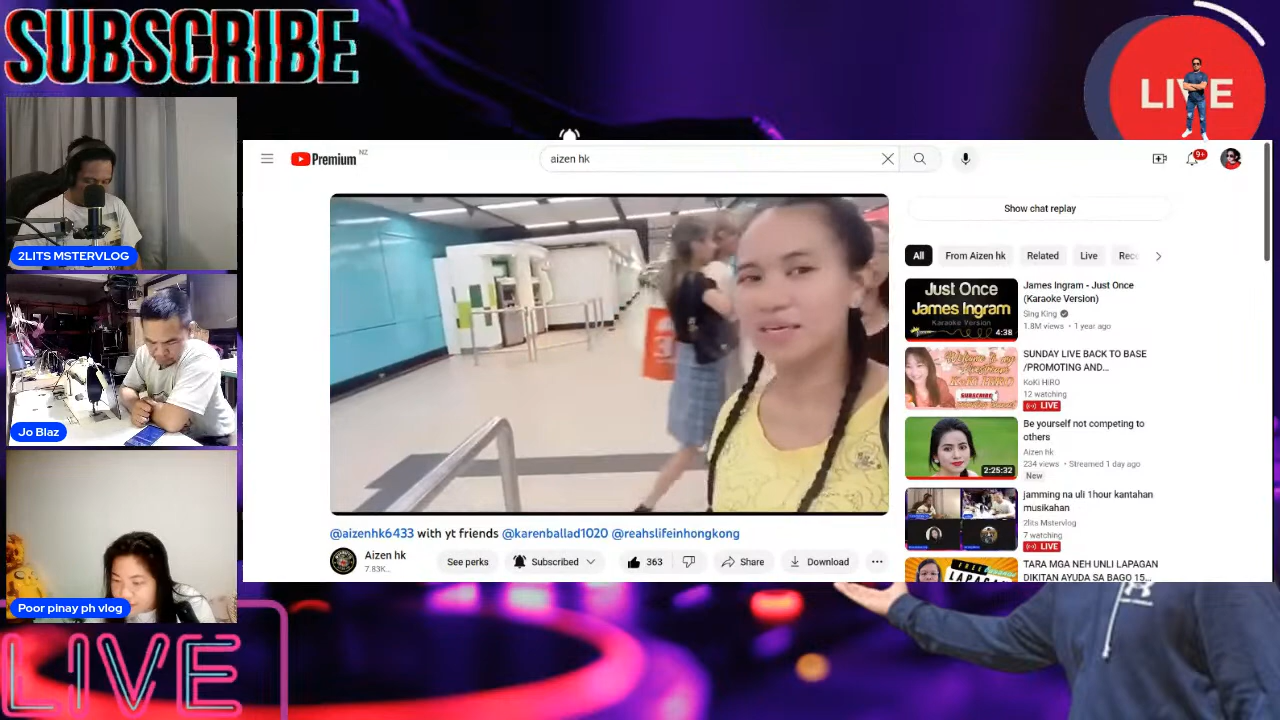 SUBSCRIBE
LIVE
2LITS MSTERVLOG
Jo Blaz
Poor pinay ph vlog
LIVE
Premium NZ
aizen hk
9+
@aizenhk6433 with yt friends @karenballad1020 @reahslifeinhongkong
Aizen hk
7.83K..
See perks
Subscribed
363
Share
Download
Show chat replay
All
From Aizen hk
Related
Live
Rec
Just Once
James Ingram
Karaoke Version
4:38
James Ingram - Just Once
(Karaoke Version)
Sing King
1.8M views • 1 year ago
SUBSCRIBE
SUNDAY LIVE BACK TO BASE
/PROMOTING AND...
KoKi HiRO
12 watching
LIVE
2:25:32
Be yourself not competing to
others
Aizen hk
234 views • Streamed 1 day ago
New
jamming na uli 1hour kantahan
musikahan
2lits Mstervlog
7 watching
LIVE
TARA MGA NEH UNLI LAPAGAN
DIKITAN AYUDA SA BAGO 15...